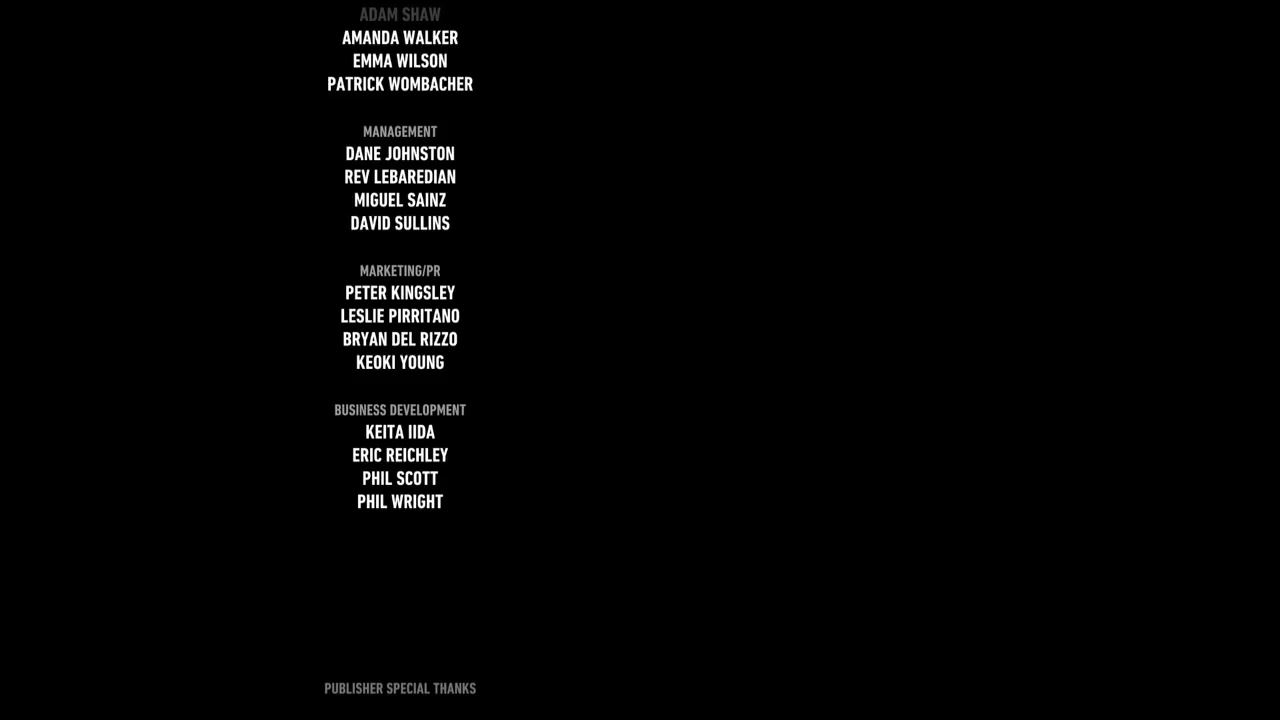 ADAM SHAW
AMANDA WALKER
EMMA WILSON
PATRICK WOMBACHER
MANAGEMENT
DANE JOHNSTON
REV LEBAREDIAN
MIGUEL SAINZ
DAVID SULLINS
MARKETING/PR
PETER KINGSLEY
LESLIE PIRRITANO
BRYAN DEL RIZZO
KEOKI YOUNG
BUSINESS DEVELOPMENT
KEITA IIDA
ERIC REICHLEY
PHIL SCOTT
PHIL WRIGHT
PUBLISHER SPECIAL THANKS